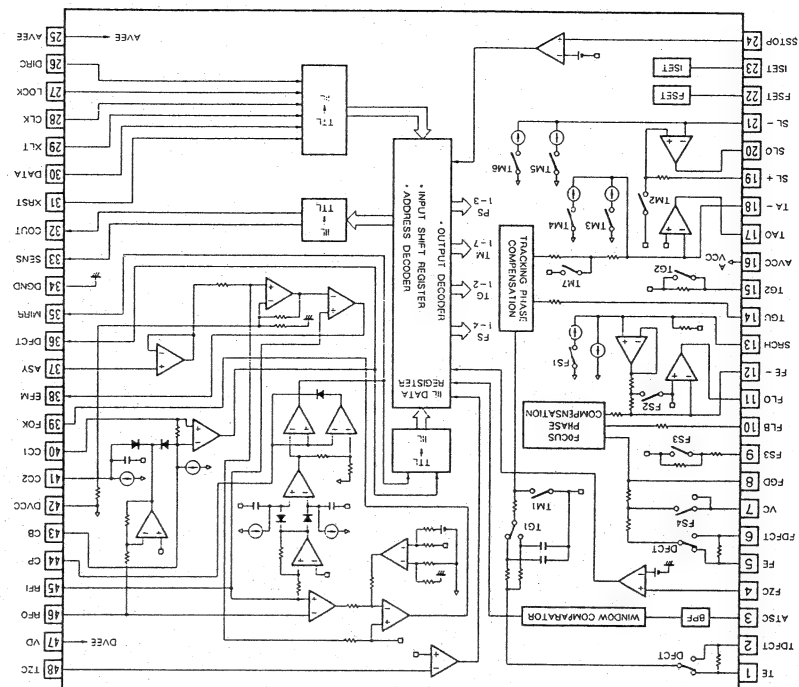 1 TE
2 TDFCT
3 ATSC
4 FZC
5 FE
6 FDFCT
7 VC
8 FGD
9 FS3
10 FLB
11 FLO
12 FE -
13 SRCH
14 TGU
15 TG2
16 AVCC
17 TAO
18 TA -
19 SL +
20 SLO
21 SL -
22 FSET
23 ISET
24 SSTOP
25 AVEE
26 DIRC
27 LOCK
28 CLK
29 XLT
30 DATA
31 XRST
32 COUT
33 SENS
34 DGND
35 MIRR
36 DFCT
37 ASY
38 EFM
39 FOK
40 CC1
41 CC2
42 DVCC
43 CB
44 CP
45 RFI
46 RFO
47 VD
48 TZC
DFCT
BPF
WINDOW COMPARATOR
DFCT
FS4
TM1
TG1
FS3
FOCUS
PHASE
COMPENSATION
FS2
FS1
TG2
TM7
TRACKING PHASE
COMPENSATION
A
VCC
TM2
TM3
TM4
TM5
TM6
FSET
ISET
DVEE
TTL
IIL
IIL DATA
REGISTER
• INPUT SHIFT REGISTER
• ADDRESS DECODER
• OUTPUT DECODER
FS
1-4
TG
1-2
TM
1-7
PS
1-3
IIL
TTL
TTL
IIL
AVEE